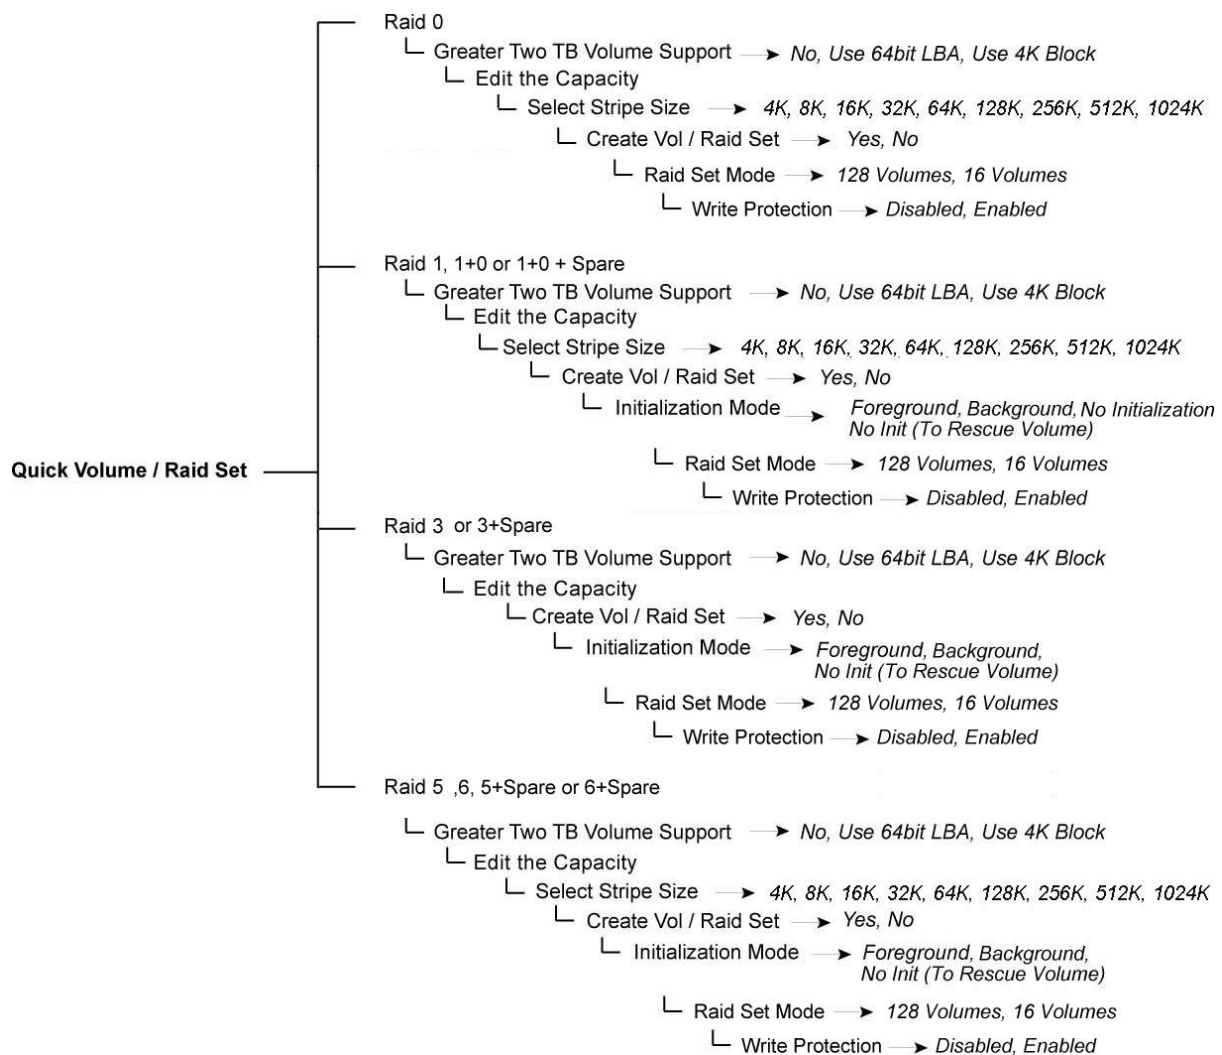 Raid 0
Greater Two TB Volume Support No, Use 64bit LBA, Use 4K Block
Edit the Capacity
Select Stripe Size 4K, 8K, 16K, 32K, 64K, 128K, 256K, 512K, 1024K
Create Vol / Raid Set Yes, No
Raid Set Mode 128 Volumes, 16 Volumes
Write Protection Disabled, Enabled
Raid 1, 1+0 or 1+0 + Spare
Greater Two TB Volume Support No, Use 64bit LBA, Use 4K Block
Edit the Capacity
Select Stripe Size 4K, 8K, 16K, 32K, 64K, 128K, 256K, 512K, 1024K
Create Vol / Raid Set Yes, No
Initialization Mode Foreground, Background, No Initialization
No Init (To Rescue Volume)
Raid Set Mode 128 Volumes, 16 Volumes
Quick Volume / Raid Set
Write Protection Disabled, Enabled
Raid 3 or 3+Spare
Greater Two TB Volume Support No, Use 64bit LBA, Use 4K Block
Edit the Capacity
Create Vol / Raid Set Yes, No
Initialization Mode Foreground, Background,
No Init (To Rescue Volume)
Raid Set Mode 128 Volumes, 16 Volumes
Write Protection Disabled, Enabled
Raid 5 ,6, 5+Spare or 6+Spare
Greater Two TB Volume Support No, Use 64bit LBA, Use 4K Block
Edit the Capacity
Select Stripe Size 4K, 8K, 16K, 32K, 64K, 128K, 256K, 512K, 1024K
Create Vol / Raid Set Yes, No
Initialization Mode Foreground, Background,
No Init (To Rescue Volume)
Raid Set Mode 128 Volumes, 16 Volumes
Write Protection Disabled, Enabled